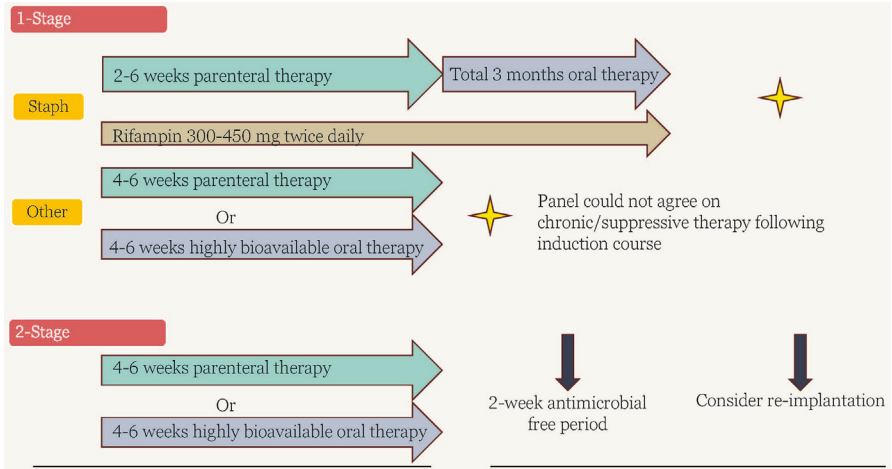 1-Stage
2-6 weeks parenteral therapy
Total 3 months oral therapy
Staph
Rifampin 300-450 mg twice daily
4-6 weeks parenteral therapy
Other
Or
4-6 weeks highly bioavailable oral therapy
Panel could not agree on
chronic/suppressive therapy following
induction course
2-Stage
4-6 weeks parenteral therapy
Or
4-6 weeks highly bioavailable oral therapy
2-week antimicrobial
free period
Consider re-implantation